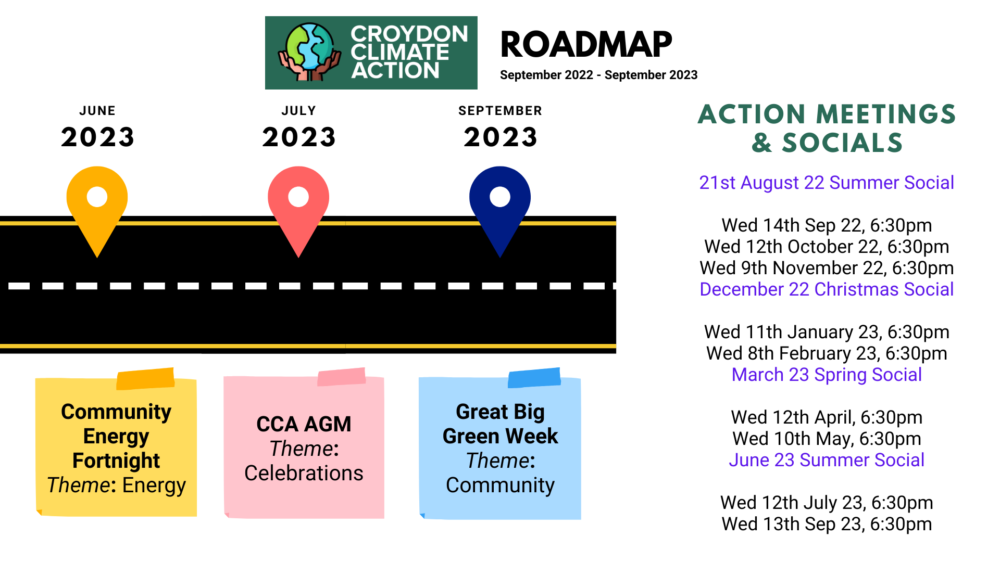 CROYDON
CLIMATE
ACTION
ROADMAP
September 2022 - September 2023
JUNE
2023
JULY
2023
SEPTEMBER
2023
Community
Energy
Fortnight
Theme: Energy
CCA AGM
Theme:
Celebrations
Great Big
Green Week
Theme:
Community
ACTION MEETINGS
& SOCIALS
21st August 22 Summer Social
Wed 14th Sep 22, 6:30pm
Wed 12th October 22, 6:30pm
Wed 9th November 22, 6:30pm
December 22 Christmas Social
Wed 11th January 23, 6:30pm
Wed 8th February 23, 6:30pm
March 23 Spring Social
Wed 12th April, 6:30pm
Wed 10th May, 6:30pm
June 23 Summer Social
Wed 12th July 23, 6:30pm
Wed 13th Sep 23, 6:30pm